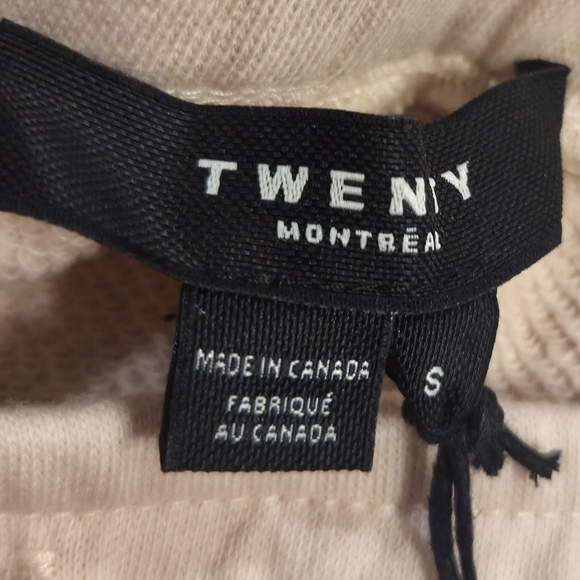 TWENTY
MONTRÉAL
MADE IN CANADA
FABRIQUÉ
AU CANADA
S